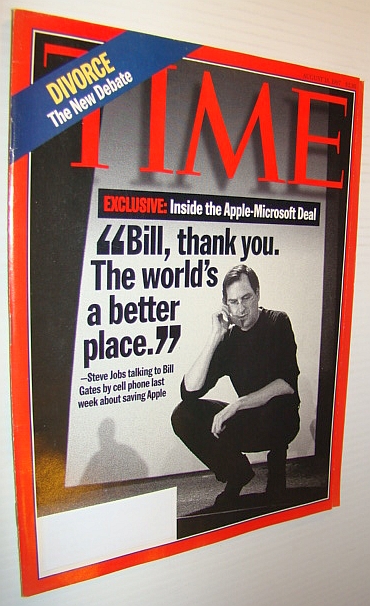 DIVORCE
The New Debate
TIME
EXCLUSIVE: Inside the Apple-Microsoft Deal
“Bill, thank you.
The world's
a better
place.”
—Steve Jobs talking to Bill
Gates by cell phone last
week about saving Apple